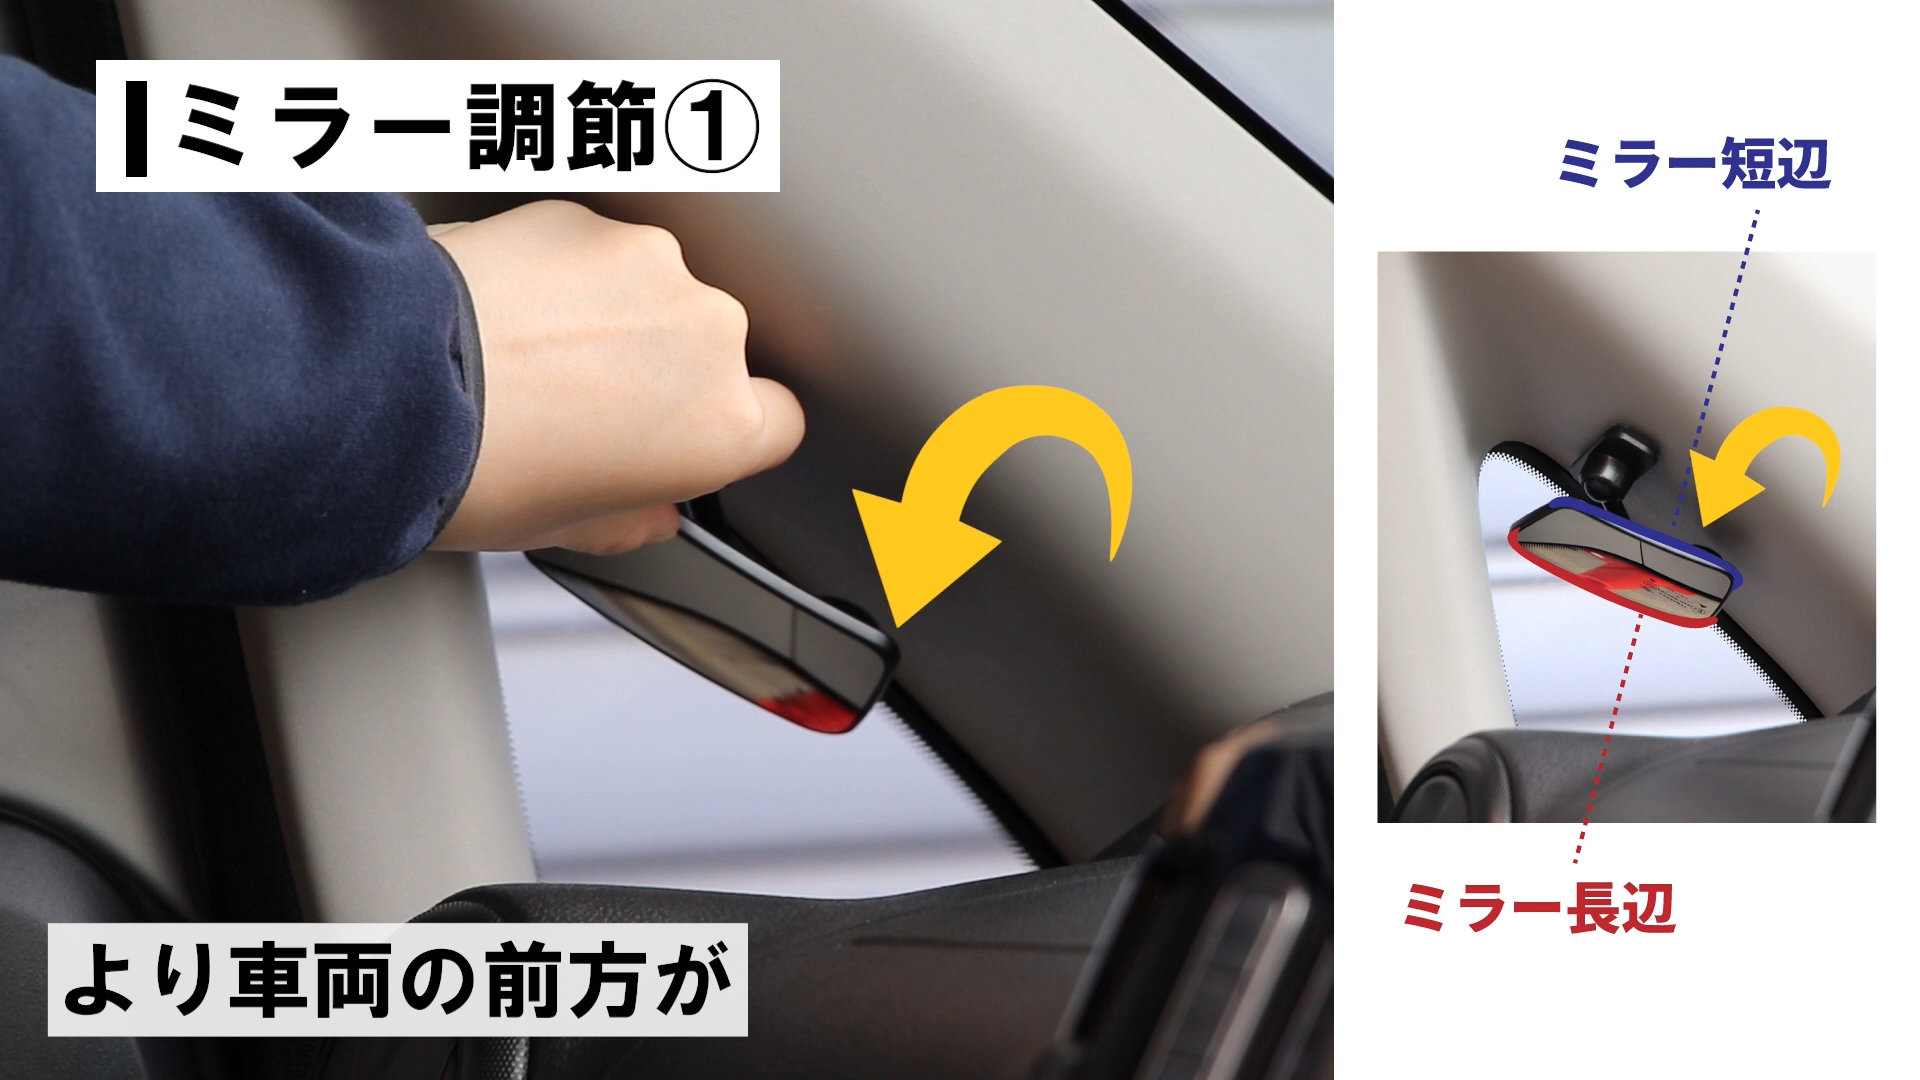 ミラー調節①
ミラー短辺
ミラー長辺
より車両の前方が